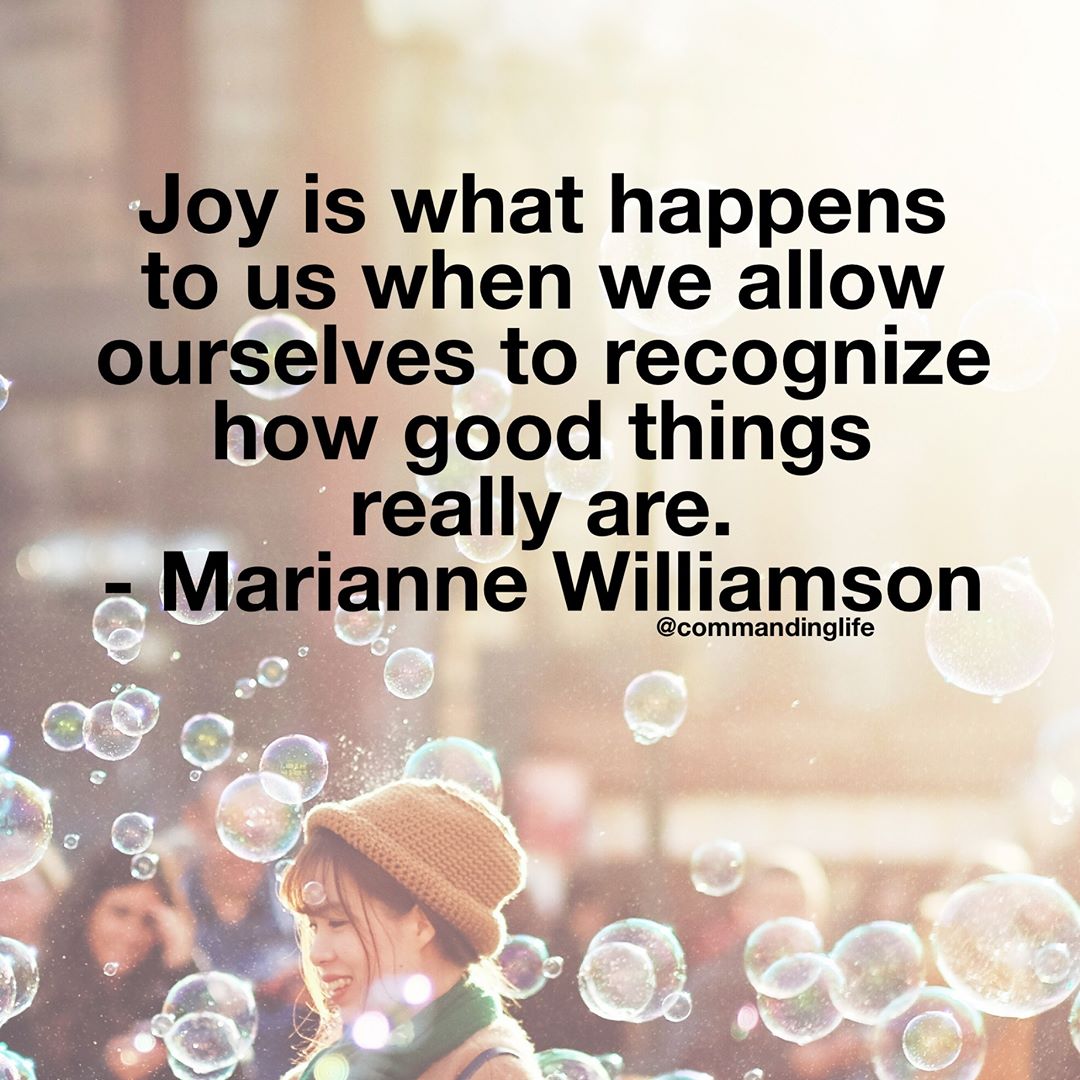 Joy is what happens
to us when we allow
ourselves to recognize
how good things
really are.
- Marianne Williamson
@commandinglife